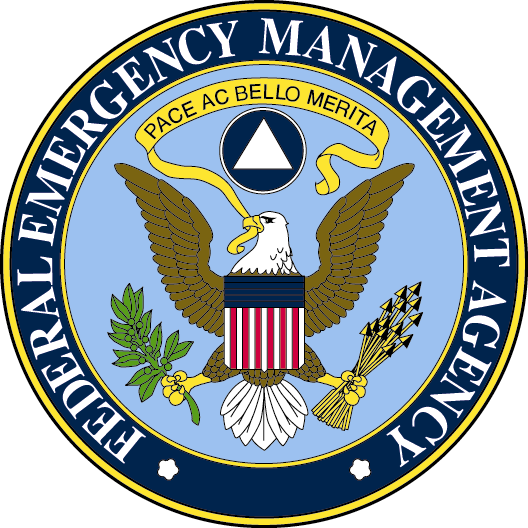 FEDERAL EMERGENCY MANAGEMENT AGENCY
PACE AC BELLO MERITA